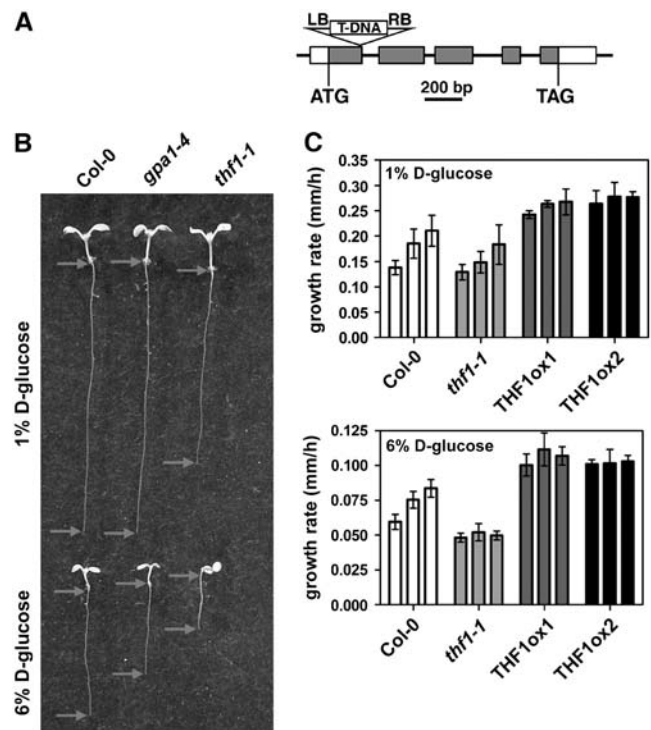 A
LB T-DNA RB
ATG 200 bp TAG
B
Col-0 gpa1-4 thf1-1
1% D-glucose
6% D-glucose
C
1% D-glucose
growth rate (mm/h)
0.35
0.30
0.25
0.20
0.15
0.10
0.05
0.00
Col-0 thf1-1 THF1ox1 THF1ox2
6% D-glucose
growth rate (mm/h)
0.125
0.100
0.075
0.050
0.025
0.000
Col-0 thf1-1 THF1ox1 THF1ox2